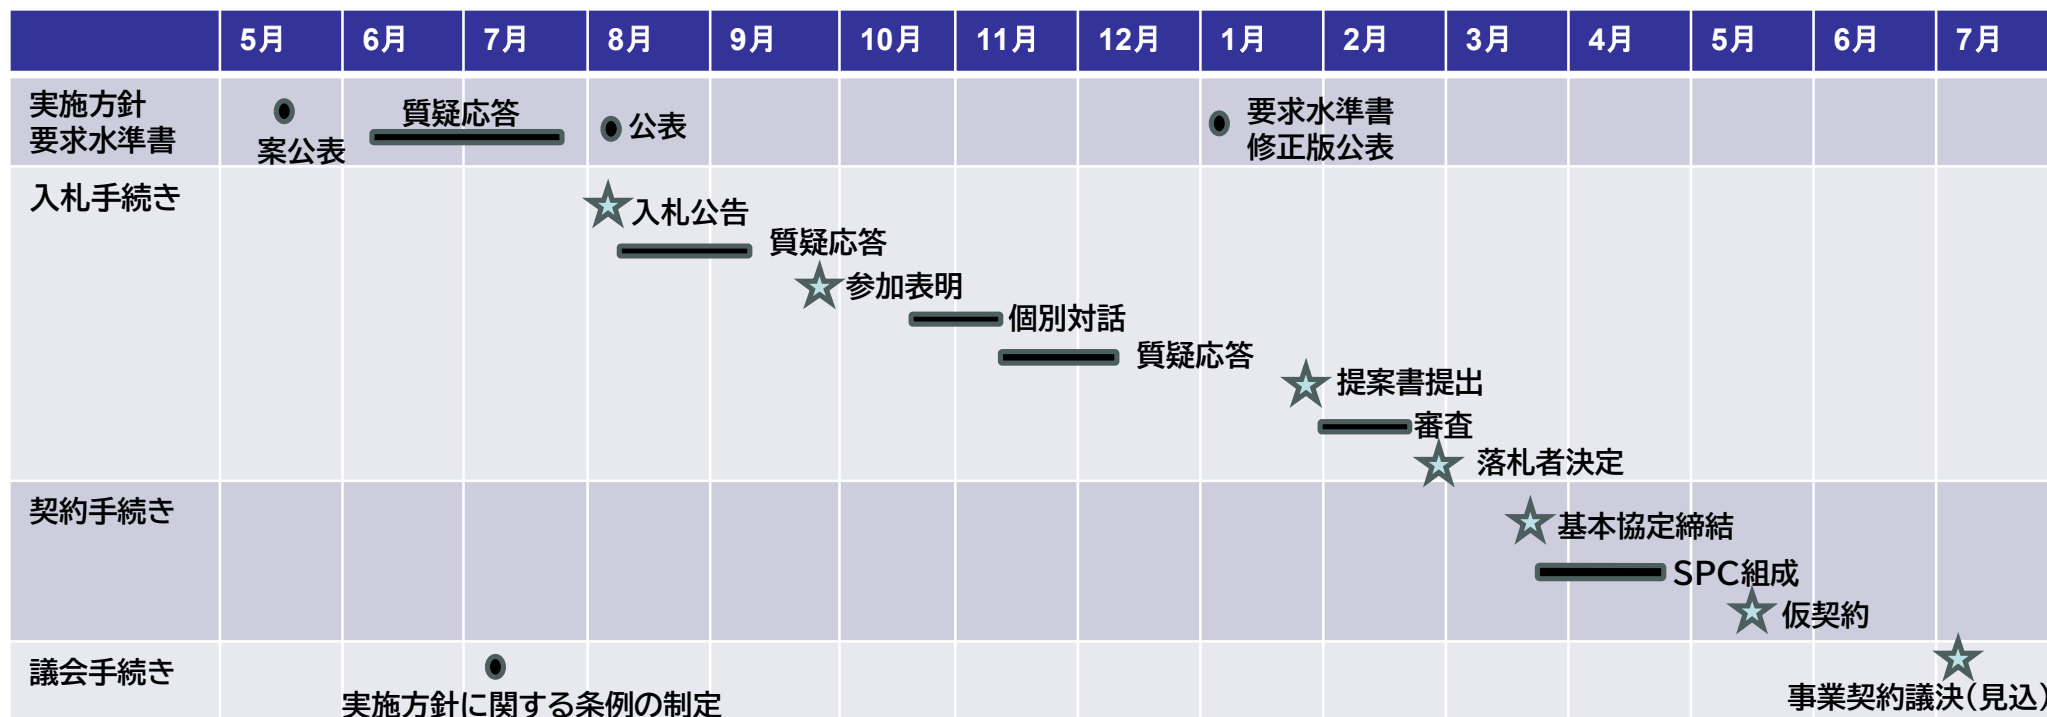 5月 6月 7月 8月 9月 10月 11月 12月 1月 2月 3月 4月 5月 6月 7月
実施方針
要求水準書
案公表
質疑応答
公表
要求水準書
修正版公表
入札手続き
入札公告
質疑応答
参加表明
個別対話
質疑応答
提案書提出
審査
落札者決定
契約手続き
基本協定締結
SPC組成
仮契約
議会手続き
実施方針に関する条例の制定
事業契約議決(見込)